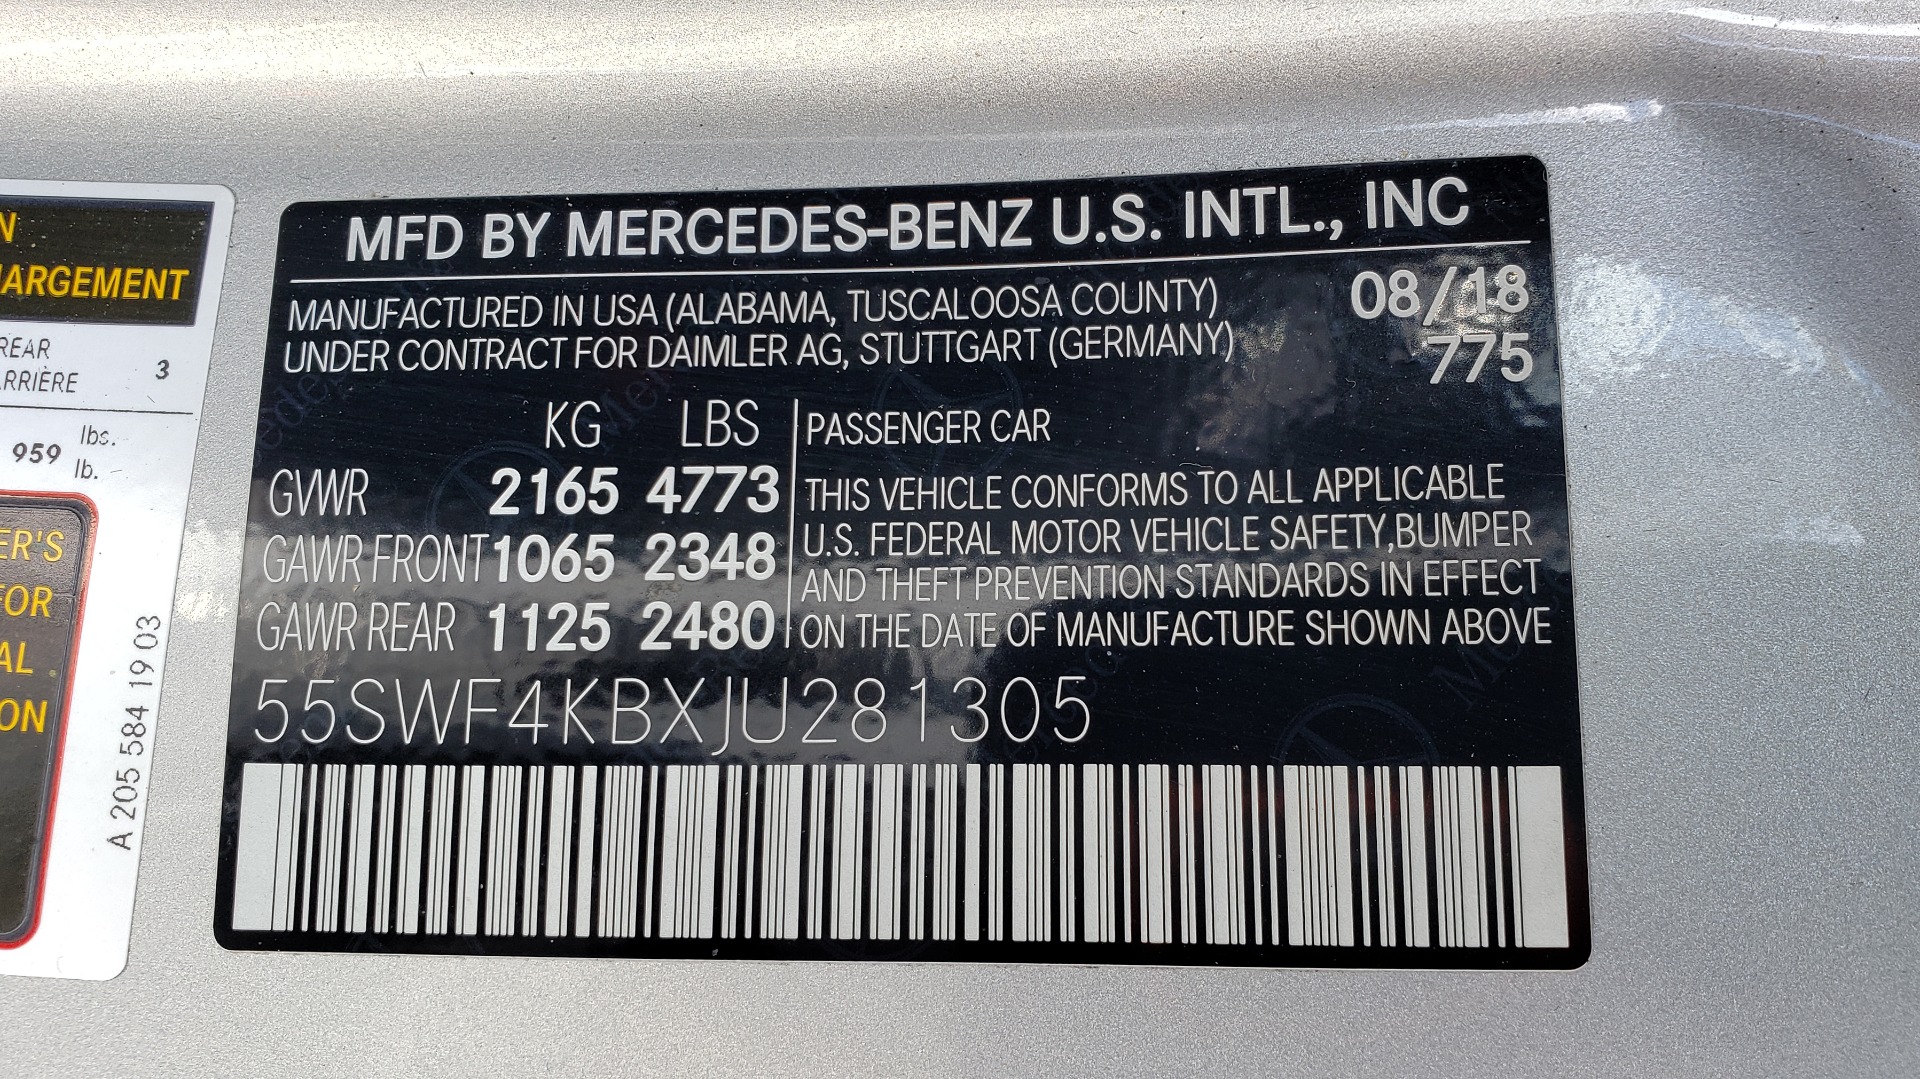 N
ARGEMENT
REAR
RRIÈRE
3
959 lbs.
lb.
ER'S
FOR
AL
ON
A 205 584 19 03
MFD BY MERCEDES-BENZ U.S. INTL., INC
MANUFACTURED IN USA (ALABAMA, TUSCALOOSA COUNTY) 08/18
UNDER CONTRACT FOR DAIMLER AG, STUTTGART (GERMANY) 775
KG LBS
GVWR 2165 4773
GAWR FRONT 1065 2348
GAWR REAR 1125 2480
PASSENGER CAR
THIS VEHICLE CONFORMS TO ALL APPLICABLE
U.S. FEDERAL MOTOR VEHICLE SAFETY,BUMPER
AND THEFT PREVENTION STANDARDS IN EFFECT
ON THE DATE OF MANUFACTURE SHOWN ABOVE
55SWF4KBXJU281305